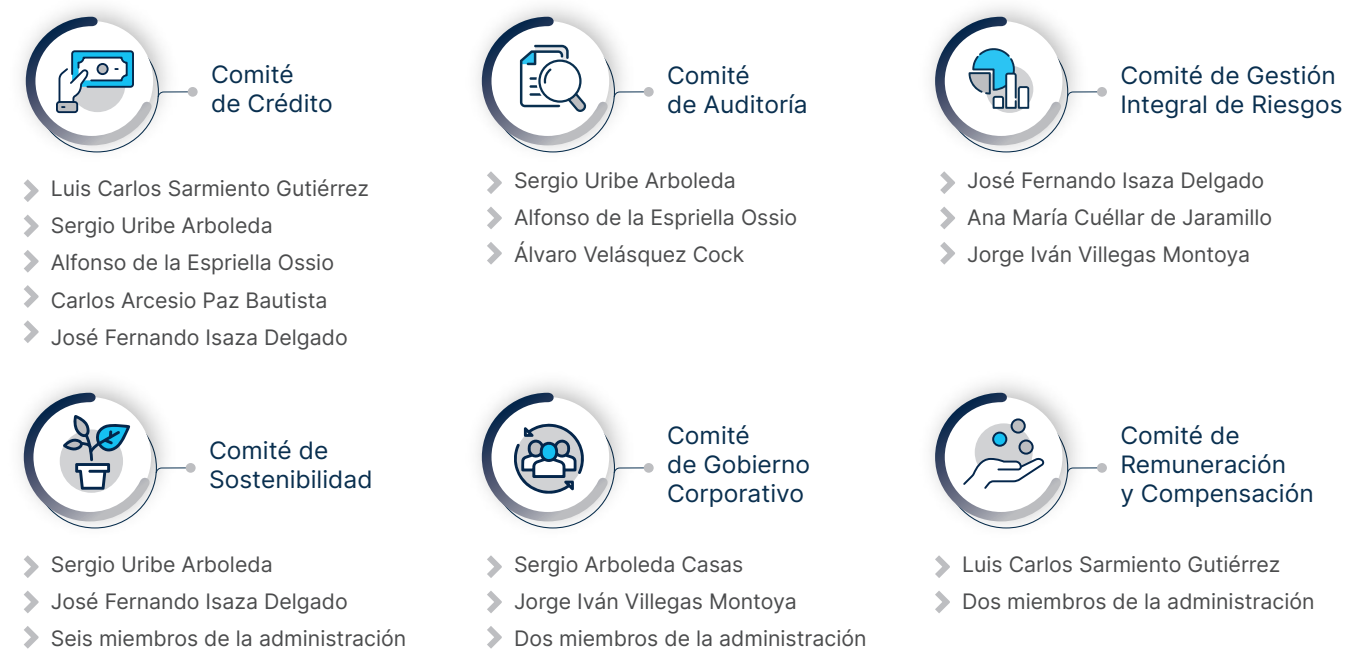 Comité
de Crédito
Luis Carlos Sarmiento Gutiérrez
Sergio Uribe Arboleda
Alfonso de la Espriella Ossio
Carlos Arcesio Paz Bautista
José Fernando Isaza Delgado
Comité
de Auditoría
Sergio Uribe Arboleda
Alfonso de la Espriella Ossio
Álvaro Velásquez Cock
Comité de Gestión
Integral de Riesgos
José Fernando Isaza Delgado
Ana María Cuéllar de Jaramillo
Jorge Iván Villegas Montoya
Comité de
Sostenibilidad
Sergio Uribe Arboleda
José Fernando Isaza Delgado
Seis miembros de la administración
Comité
de Gobierno
Corporativo
Sergio Arboleda Casas
Jorge Iván Villegas Montoya
Dos miembros de la administración
Comité de
Remuneración
y Compensación
Luis Carlos Sarmiento Gutiérrez
Dos miembros de la administración